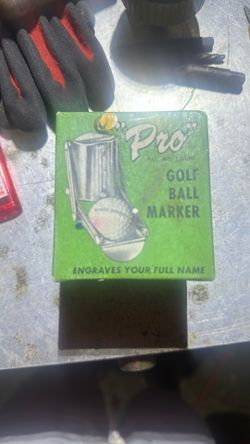 "Pro"
GOLF
BALL
MARKER
ENGRAVES YOUR FULL NAME